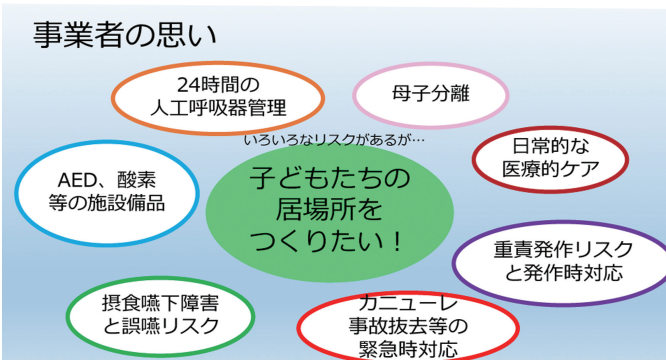 事業者の思い
24時間の
人工呼吸器管理
母子分離
いろいろなリスクがあるが…
日常的な
医療的ケア
AED、酸素
等の施設備品
子どもたちの
居場所を
つくりたい！
重責発作リスク
と発作時対応
摂食嚥下障害
と誤嚥リスク
カニューレ
事故抜去等の
緊急時対応